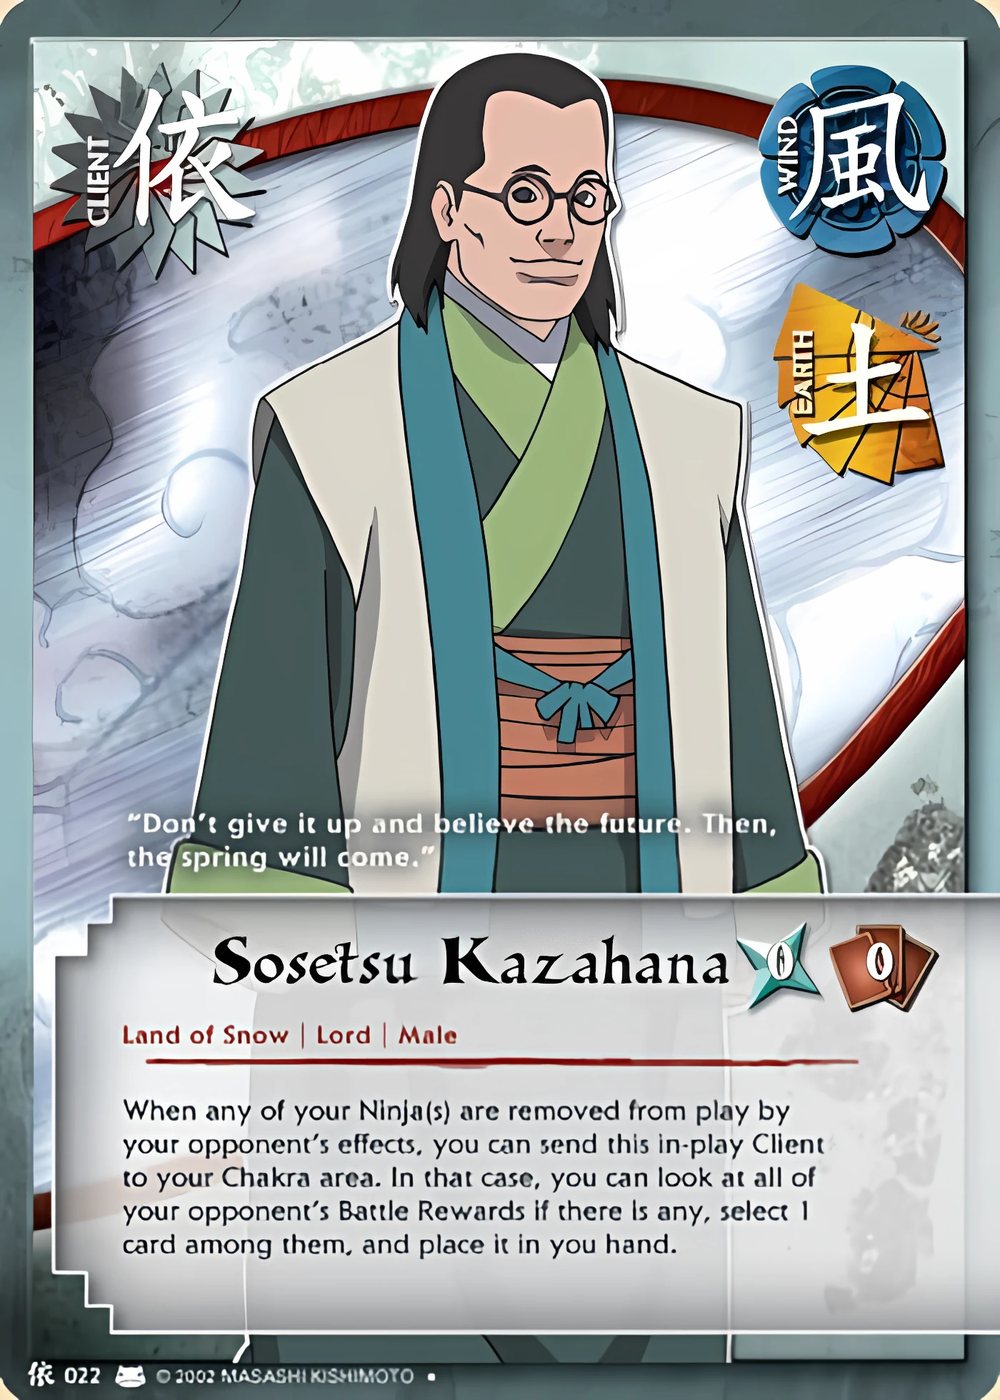 CLIENT
依
WIND
風
EARTH
土
“Don’t give it up and believe the future. Then,
the spring will come.”
Sosetsu Kazahana 0 0
Land of Snow | Lord | Male
When any of your Ninja(s) are removed from play by
your opponent’s effects, you can send this in-play Client
to your Chakra area. In that case, you can look at all of
your opponent’s Battle Rewards if there is any, select 1
card among them, and place it in you hand.
依 022 © 2002 MASASHI KISHIMOTO